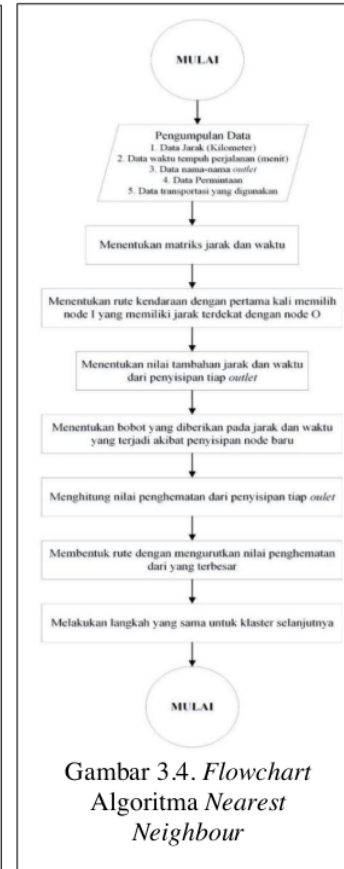 MULAI
Pengumpulan Data
1. Data Jarak (Kilometer)
2. Data waktu tempuh perjalanan (menit)
3. Data nama-nama outlet
4. Data Permintaan
5. Data transportasi yang digunakan
Menentukan matriks jarak dan waktu
Menentukan rute kendaraan dengan pertama kali memilih
node I yang memiliki jarak terdekat dengan node O
Menentukan nilai tambahan jarak dan waktu
dari penyisipan tiap outlet
Menentukan bobot yang diberikan pada jarak dan waktu
yang terjadi akibat penyisipan node baru
Menghitung nilai penghematan dari penyisipan tiap oulet
Membentuk rute dengan mengurutkan nilai penghematan
dari yang terbesar
Melakukan langkah yang sama untuk klaster selanjutnya
MULAI
Gambar 3.4. Flowchart
Algoritma Nearest
Neighbour